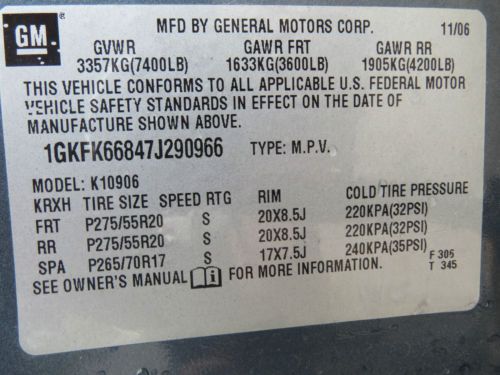 GM
MFD BY GENERAL MOTORS CORP. 11/06
GVWR GAWR FRT GAWR RR
3357KG(7400LB) 1633KG(3600LB) 1905KG(4200LB)
THIS VEHICLE CONFORMS TO ALL APPLICABLE U.S. FEDERAL MOTOR
VEHICLE SAFETY STANDARDS IN EFFECT ON THE DATE OF
MANUFACTURE SHOWN ABOVE.
1GKFK66847J290966 TYPE: M.P.V.
MODEL: K10906
KRXH TIRE SIZE SPEED RTG RIM COLD TIRE PRESSURE
FRT P275/55R20 S 20X8.5J 220KPA(32PSI)
RR P275/55R20 S 20X8.5J 220KPA(32PSI)
SPA P265/70R17 S 17X7.5J 240KPA(35PSI) F 306
SEE OWNER'S MANUAL i FOR MORE INFORMATION. T 345